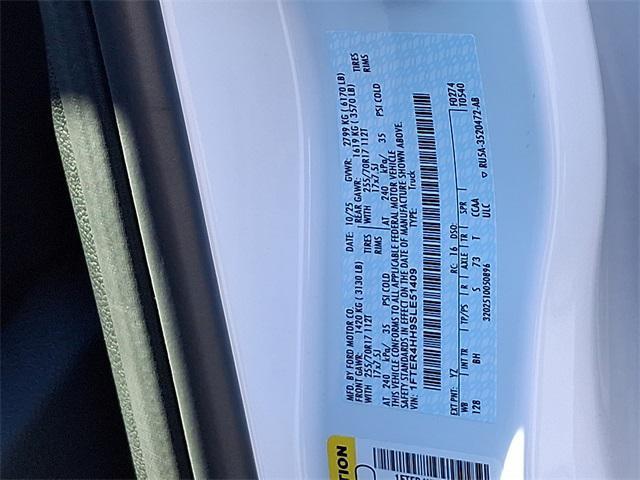 MFD. BY FORD MOTOR CO.
DATE: 10/25 GVWR: 2799 KG (6170 LB)
FRONT GAWR: 1420 KG (3130 LB) REAR GAWR: 1619 KG (3570 LB)
WITH 255/70R17 112T TIRES WITH 255/70R17 112T TIRES
17x7.5J RIMS 17x7.5J RIMS
AT 240 kPa/ 35 PSI COLD AT 240 kPa/ 35 PSI COLD
THIS VEHICLE CONFORMS TO ALL APPLICABLE FEDERAL MOTOR VEHICLE
SAFETY STANDARDS IN EFFECT ON THE DATE OF MANUFACTURE SHOWN ABOVE.
VIN: 1FTER4HH9SLE51409 TYPE: Truck
EXT PNT: YZ RC: 16 DSO: F0274
WB INT TR TP/PS R AXLE TR SPR T0540
128 BH S 73 T CCAA
ULC
3202510050896 RU5A-3520472-AB